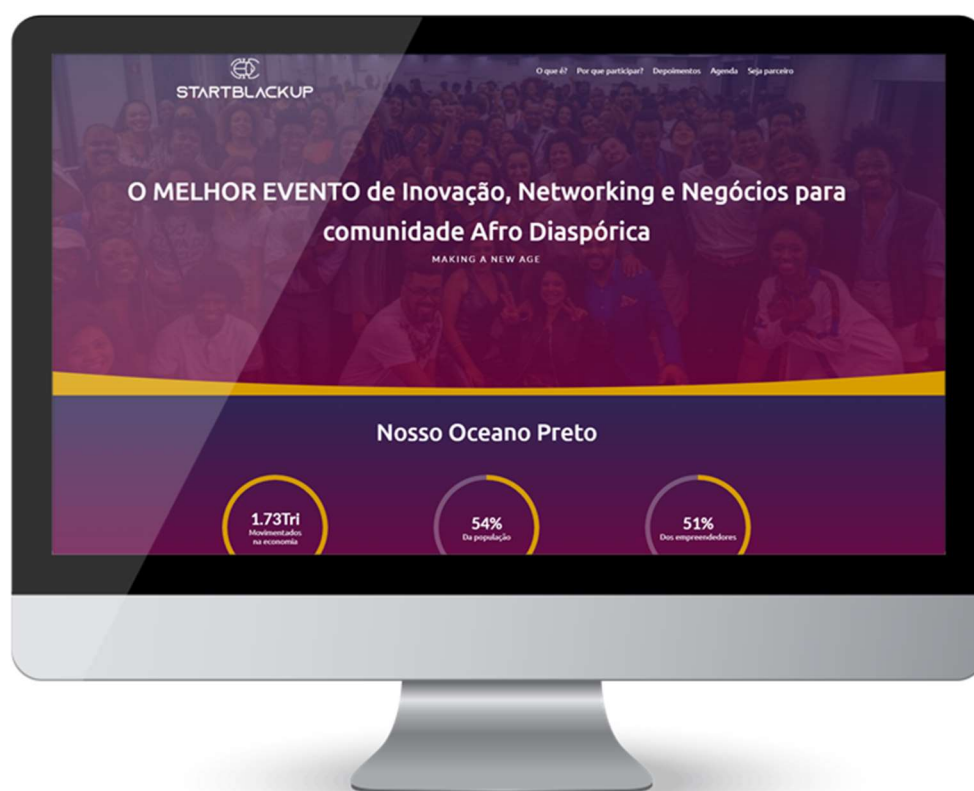 STARTBLACKUP
O que é? Por que participar? Depoimentos Agenda Seja parceiro
O MELHOR EVENTO de Inovação, Networking e Negócios para
comunidade Afro Diaspórica
MAKING A NEW AGE
Nosso Oceano Preto
1.73Tri
Movimentados
na economia
54%
Da população
51%
Dos empreendedores